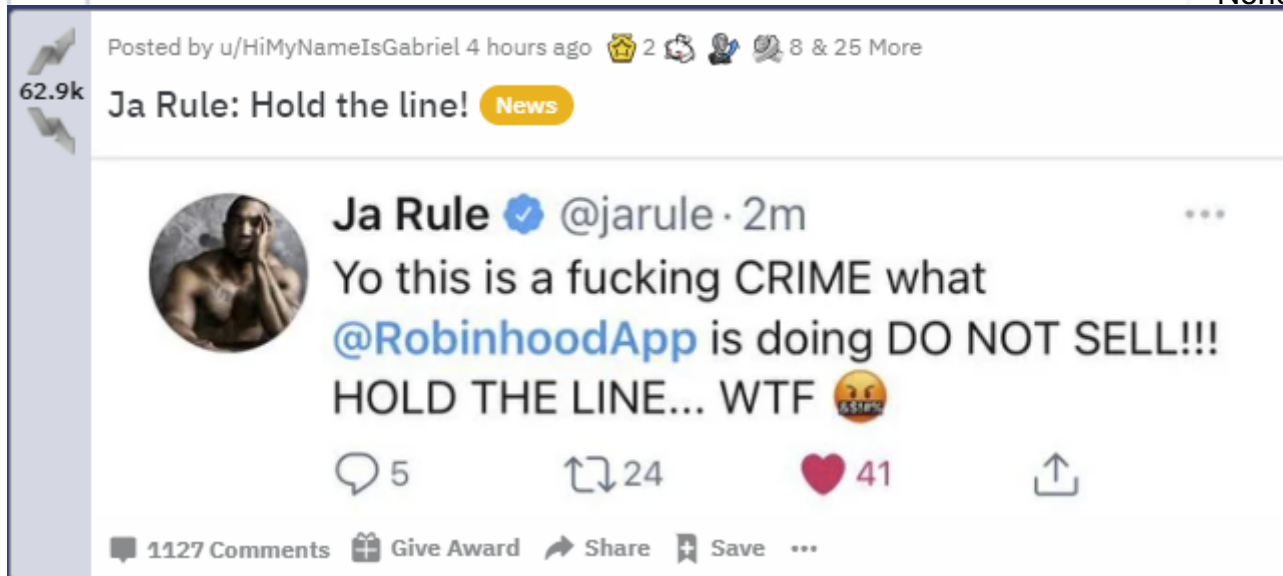 None
Posted by u/HiMyNameIsGabriel 4 hours ago 2 8 & 25 More
62.9k
Ja Rule: Hold the line! News
Ja Rule @jarule · 2m
Yo this is a fucking CRIME what
@RobinhoodApp is doing DO NOT SELL!!!
HOLD THE LINE... WTF 🤬
5 24 41
1127 Comments Give Award Share Save